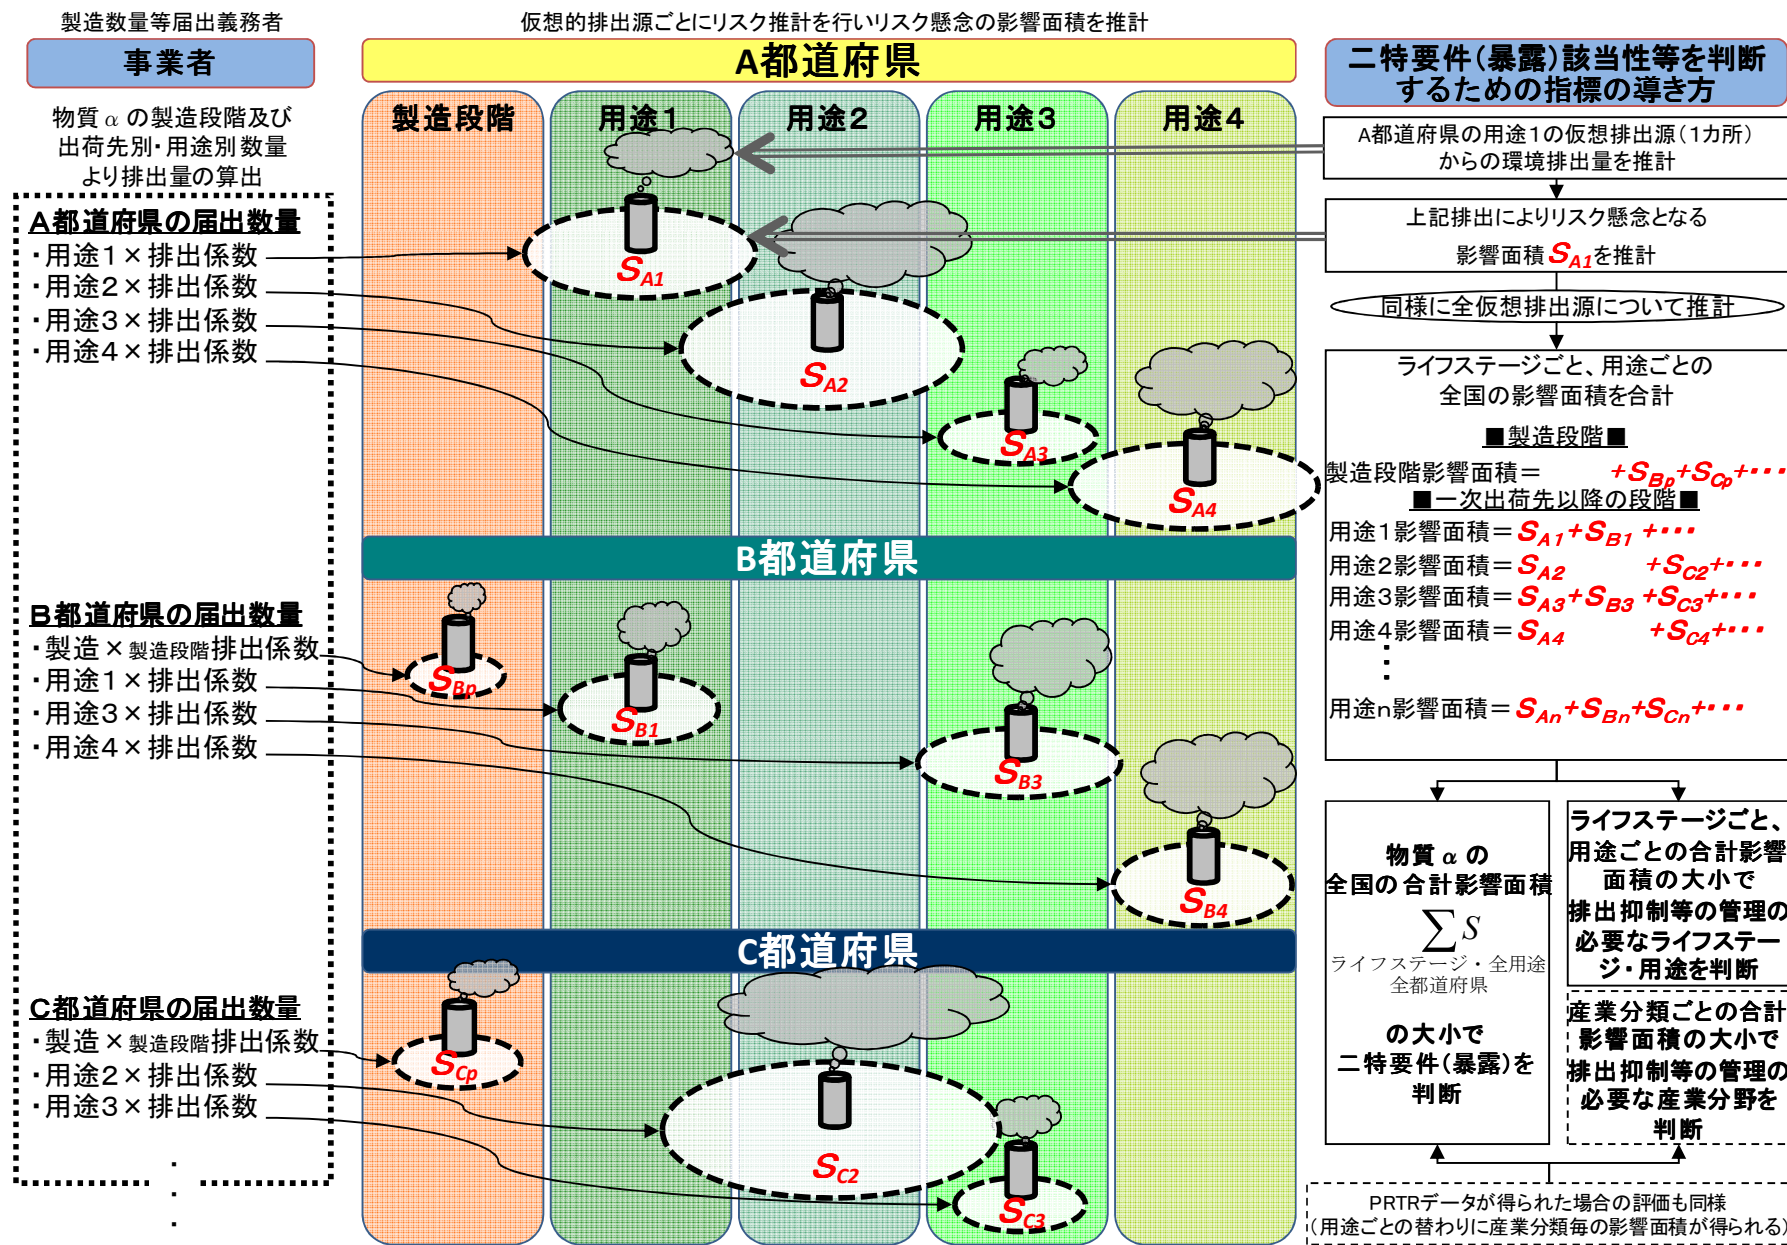 製造数量等届出義務者
事業者
物質αの製造段階及び
出荷先別・用途別数量
より排出量の算出
A都道府県の届出数量
・用途1×排出係数
・用途2×排出係数
・用途3×排出係数
・用途4×排出係数
B都道府県の届出数量
・製造×製造段階排出係数
・用途1×排出係数
・用途3×排出係数
・用途4×排出係数
C都道府県の届出数量
・製造×製造段階排出係数
・用途2×排出係数
・用途3×排出係数
・
・
・
仮想的排出源ごとにリスク推計を行いリスク懸念の影響面積を推計
A都道府県
製造段階
用途1
用途2
用途3
用途4
SA1
SA2
SA3
SA4
B都道府県
SBp
SB1
SB3
SB4
C都道府県
SCp
SC2
SC3
二特要件(暴露)該当性等を判断
するための指標の導き方
A都道府県の用途1の仮想排出源(1カ所)
からの環境排出量を推計
上記排出によりリスク懸念となる
影響面積SA1を推計
同様に全仮想排出源について推計
ライフステージごと、用途ごとの
全国の影響面積を合計
■製造段階■
製造段階影響面積= +SBp+SCp+・・・
■一次出荷先以降の段階■
用途1影響面積=SA1+SB1 +・・・
用途2影響面積=SA2 +SC2+・・・
用途3影響面積=SA3+SB3 +SC3+・・・
用途4影響面積=SA4 +SC4+・・・
⋮
用途n影響面積=SAn+SBn+SCn+・・・
物質αの
全国の合計影響面積
∑S
ライフステージ・全用途
全都道府県
の大小で
二特要件(暴露)を
判断
ライフステージごと、
用途ごとの合計影響
面積の大小で
排出抑制等の管理の
必要なライフステー
ジ・用途を判断
産業分類ごとの合計
影響面積の大小で
排出抑制等の管理の
必要な産業分野を
判断
PRTRデータが得られた場合の評価も同様
(用途ごとの替わりに産業分類毎の影響面積が得られる)